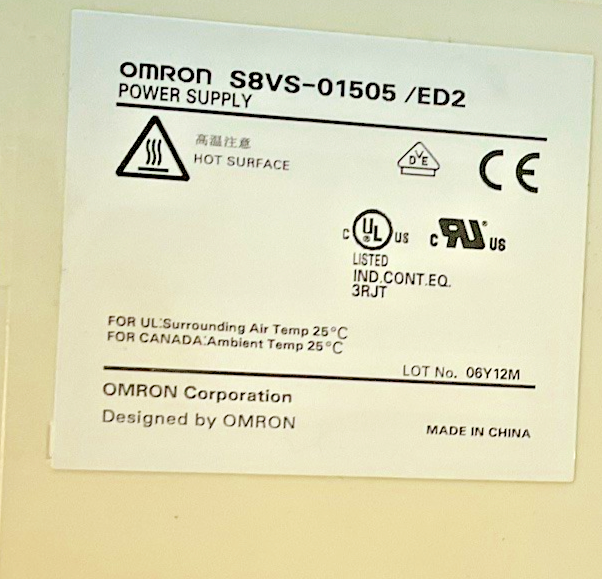 OMRON S8VS-01505 /ED2
POWER SUPPLY
高温注意
HOT SURFACE
DVE
CE
C UL US
LISTED
IND.CONT.EQ.
3RJT
C RU US
FOR UL:Surrounding Air Temp 25°C
FOR CANADA:Ambient Temp 25°C
LOT No. 06Y12M
OMRON Corporation
Designed by OMRON
MADE IN CHINA